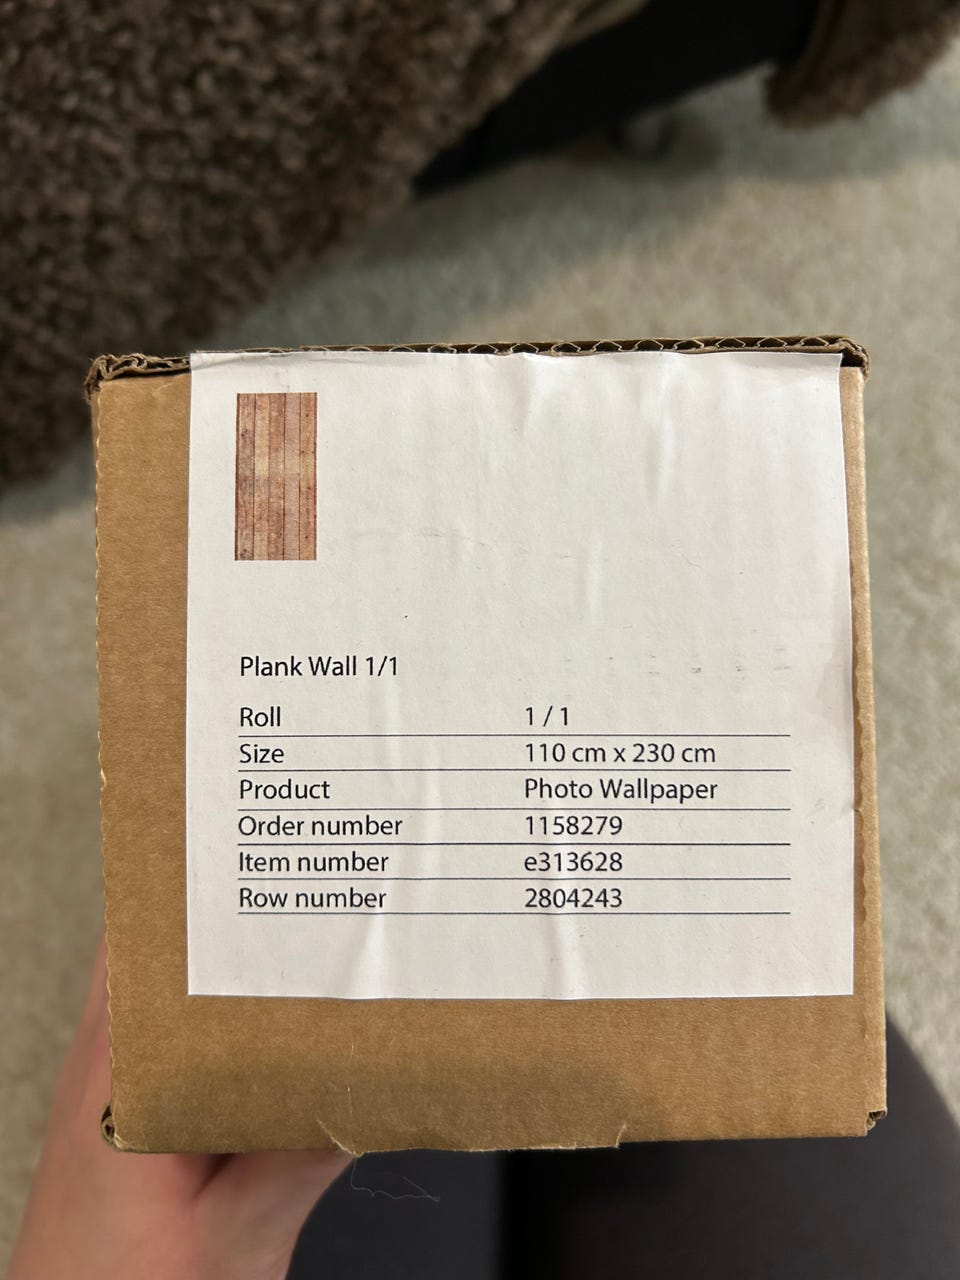 Plank Wall 1/1
Roll 1 / 1
Size 110 cm x 230 cm
Product Photo Wallpaper
Order number 1158279
Item number e313628
Row number 2804243